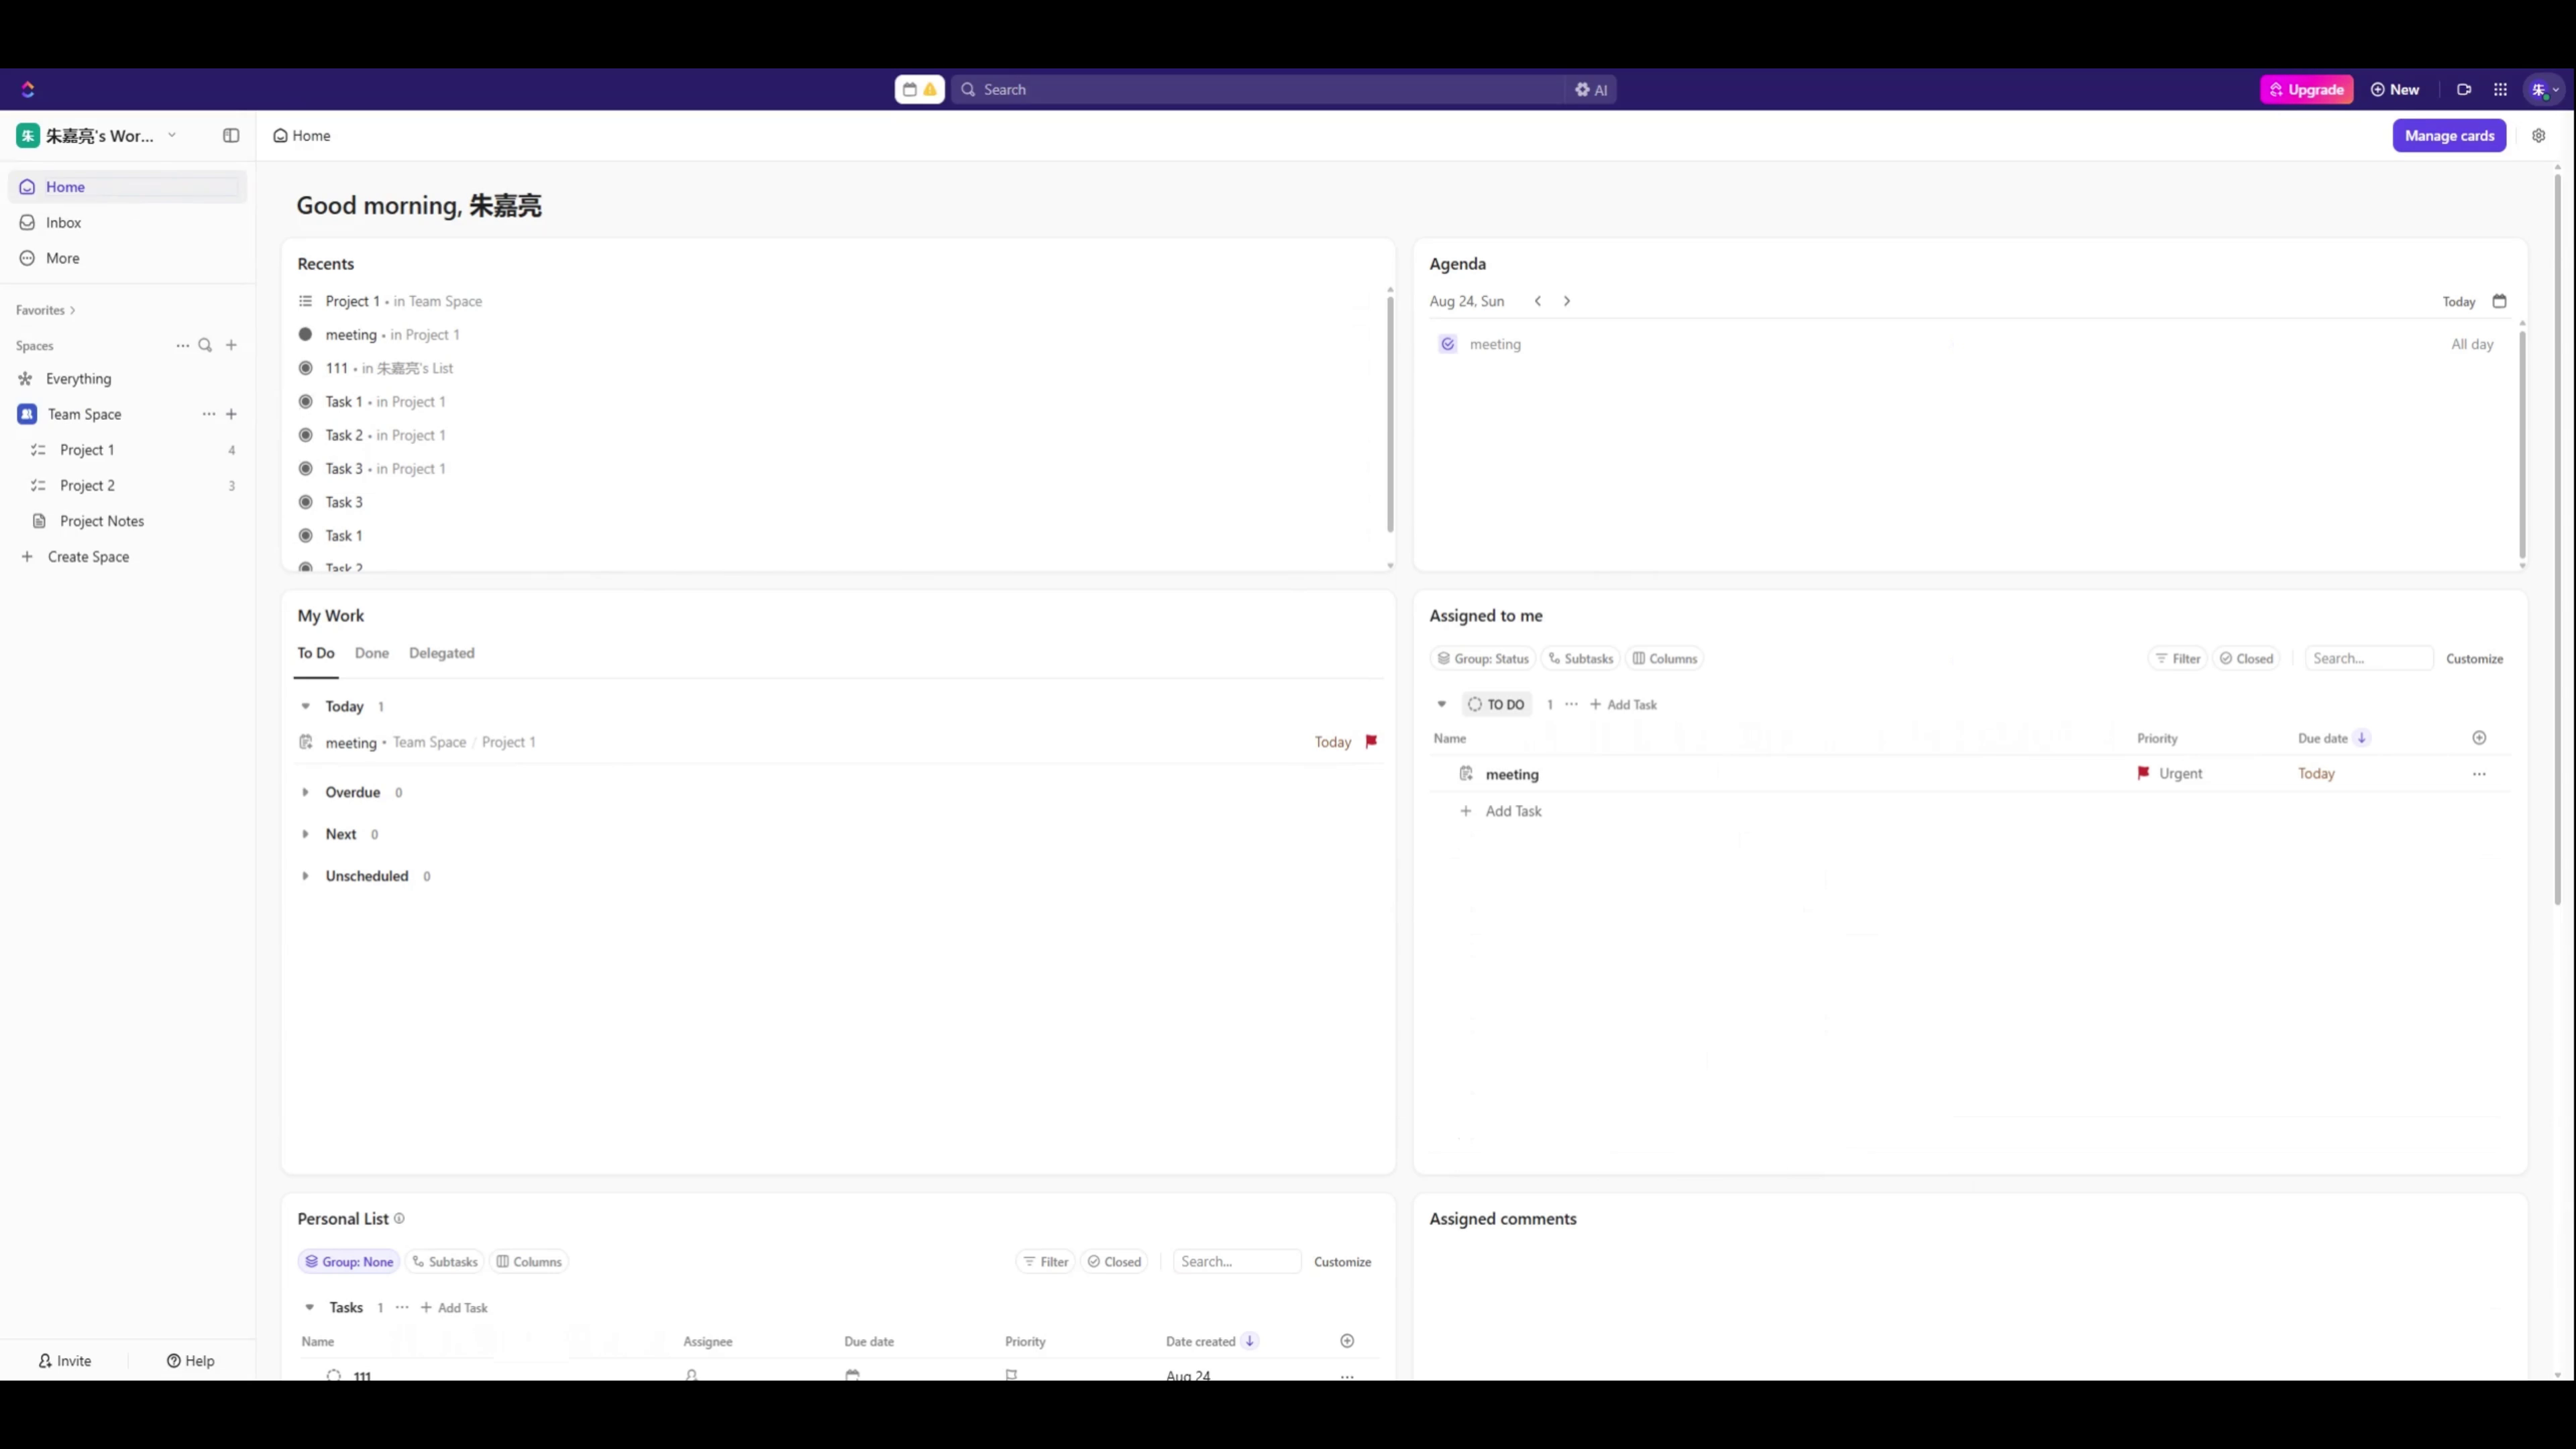 Search
AI
Upgrade
New
朱
朱 朱嘉亮's Wor...
Home
Manage cards
Home
Inbox
More
Favorites
Spaces
Everything
Team Space
Project 1 4
Project 2 3
Project Notes
Create Space
Invite
Help
Good morning, 朱嘉亮
Recents
Project 1 • in Team Space
meeting • in Project 1
111 • in 朱嘉亮's List
Task 1 • in Project 1
Task 2 • in Project 1
Task 3 • in Project 1
Task 3
Task 1
Task 2
Agenda
Aug 24, Sun
Today
meeting
All day
My Work
To Do Done Delegated
Today 1
meeting • Team Space / Project 1 Today
Overdue 0
Next 0
Unscheduled 0
Assigned to me
Group: Status Subtasks Columns Filter Closed Search... Customize
TO DO 1 ... + Add Task
Name Priority Due date
meeting Urgent Today ...
+ Add Task
Personal List
Group: None Subtasks Columns Filter Closed Search... Customize
Tasks 1 ... + Add Task
Name Assignee Due date Priority Date created
111 Aug 24 ...
Assigned comments